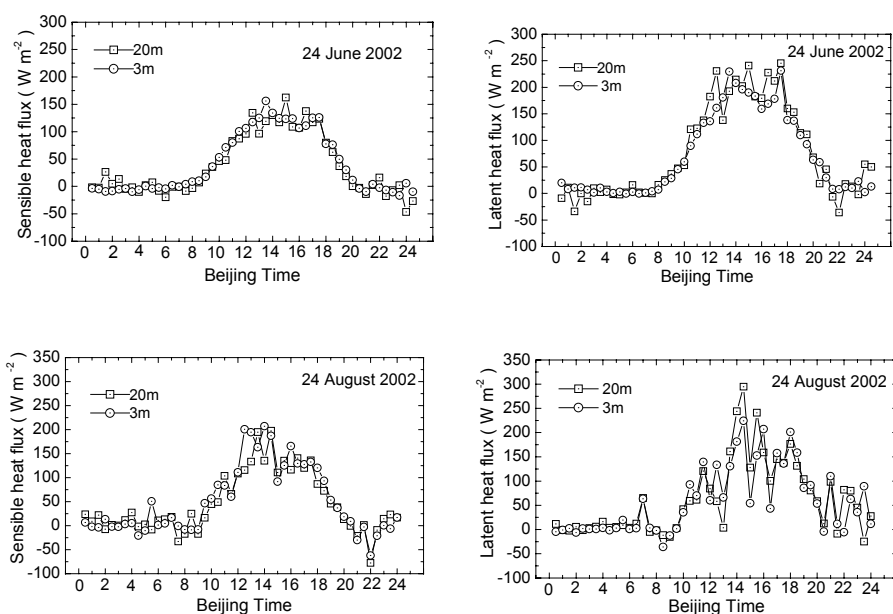 300
250
200
150
100
50
0
-50
-100
Sensible heat flux ( W m-2)
20m
3m
24 June 2002
0 2 4 6 8 10 12 14 16 18 20 22 24
Beijing Time
300
250
200
150
100
50
0
-50
-100
Latent heat flux ( W m-2)
20m
3m
24 June 2002
0 2 4 6 8 10 12 14 16 18 20 22 24
Beijing Time
350
300
250
200
150
100
50
0
-50
-100
Sensible heat flux ( W m-2)
20m
3m
24 August 2002
0 2 4 6 8 10 12 14 16 18 20 22 24
Beijing Time
350
300
250
200
150
100
50
0
-50
-100
Latent heat flux ( W m-2)
20m
3m
24 August 2002
0 2 4 6 8 10 12 14 16 18 20 22 24
Beijing Time